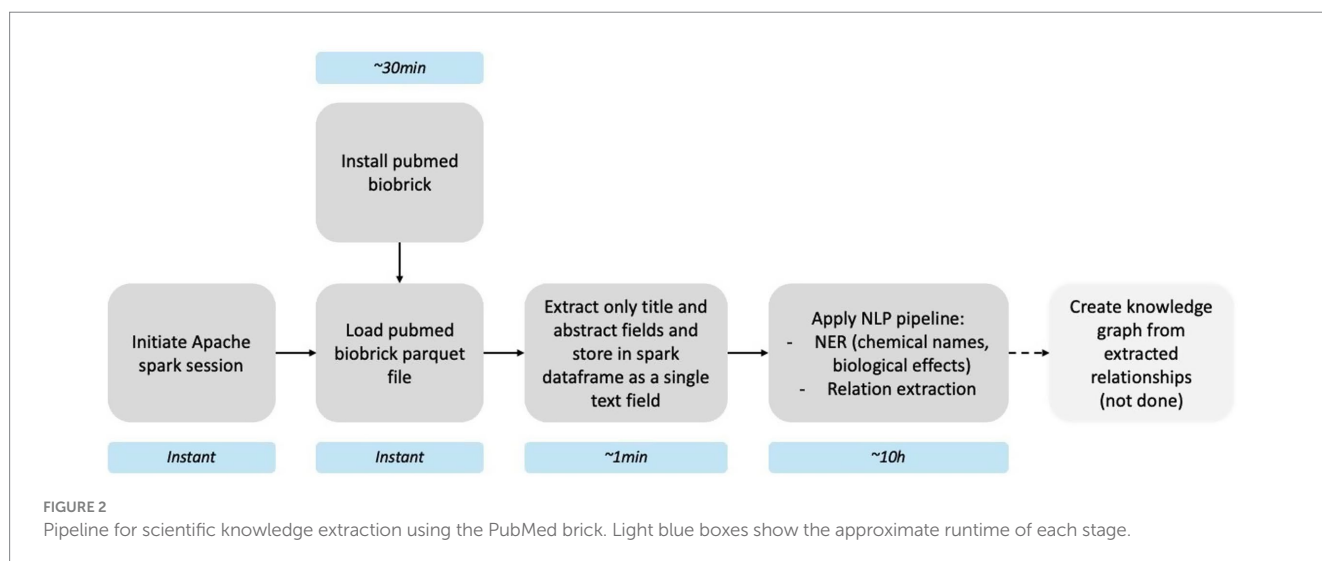 ~30min
Install pubmed
biobrick
Initiate Apache
spark session
Load pubmed
biobrick parquet
file
Extract only title and
abstract fields and
store in spark
dataframe as a single
text field
Apply NLP pipeline:
- NER (chemical names,
biological effects)
- Relation extraction
Create knowledge
graph from
extracted
relationships
(not done)
Instant
Instant
~1min
~10h
FIGURE 2
Pipeline for scientific knowledge extraction using the PubMed brick. Light blue boxes show the approximate runtime of each stage.